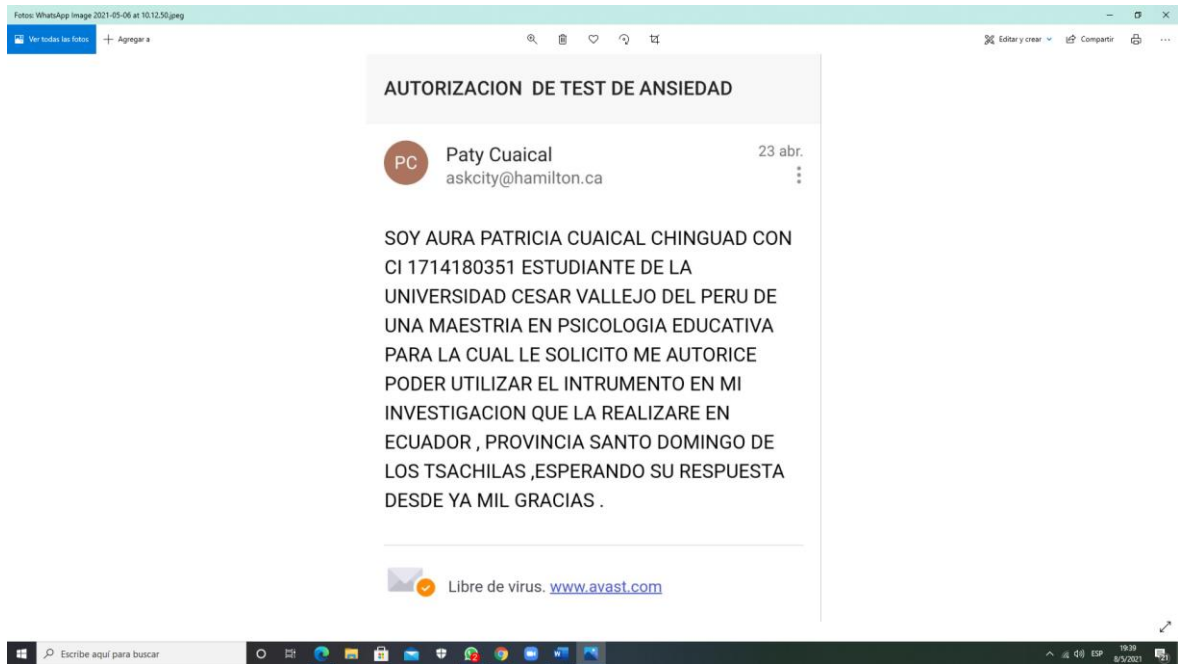 Fotos: WhatsApp Image 2021-05-06 at 10.12.50.jpeg
Ver todas las fotos
Agregar a
Editar y crear
Compartir
AUTORIZACION DE TEST DE ANSIEDAD
PC
Paty Cuaical
23 abr.
askcity@hamilton.ca
SOY AURA PATRICIA CUAICAL CHINGUAD CON
CI 1714180351 ESTUDIANTE DE LA
UNIVERSIDAD CESAR VALLEJO DEL PERU DE
UNA MAESTRIA EN PSICOLOGIA EDUCATIVA
PARA LA CUAL LE SOLICITO ME AUTORICE
PODER UTILIZAR EL INTRUMENTO EN MI
INVESTIGACION QUE LA REALIZARE EN
ECUADOR , PROVINCIA SANTO DOMINGO DE
LOS TSACHILAS ,ESPERANDO SU RESPUESTA
DESDE YA MIL GRACIAS .
Libre de virus. www.avast.com
Escribe aquí para buscar
ESP
19:39
8/5/2021